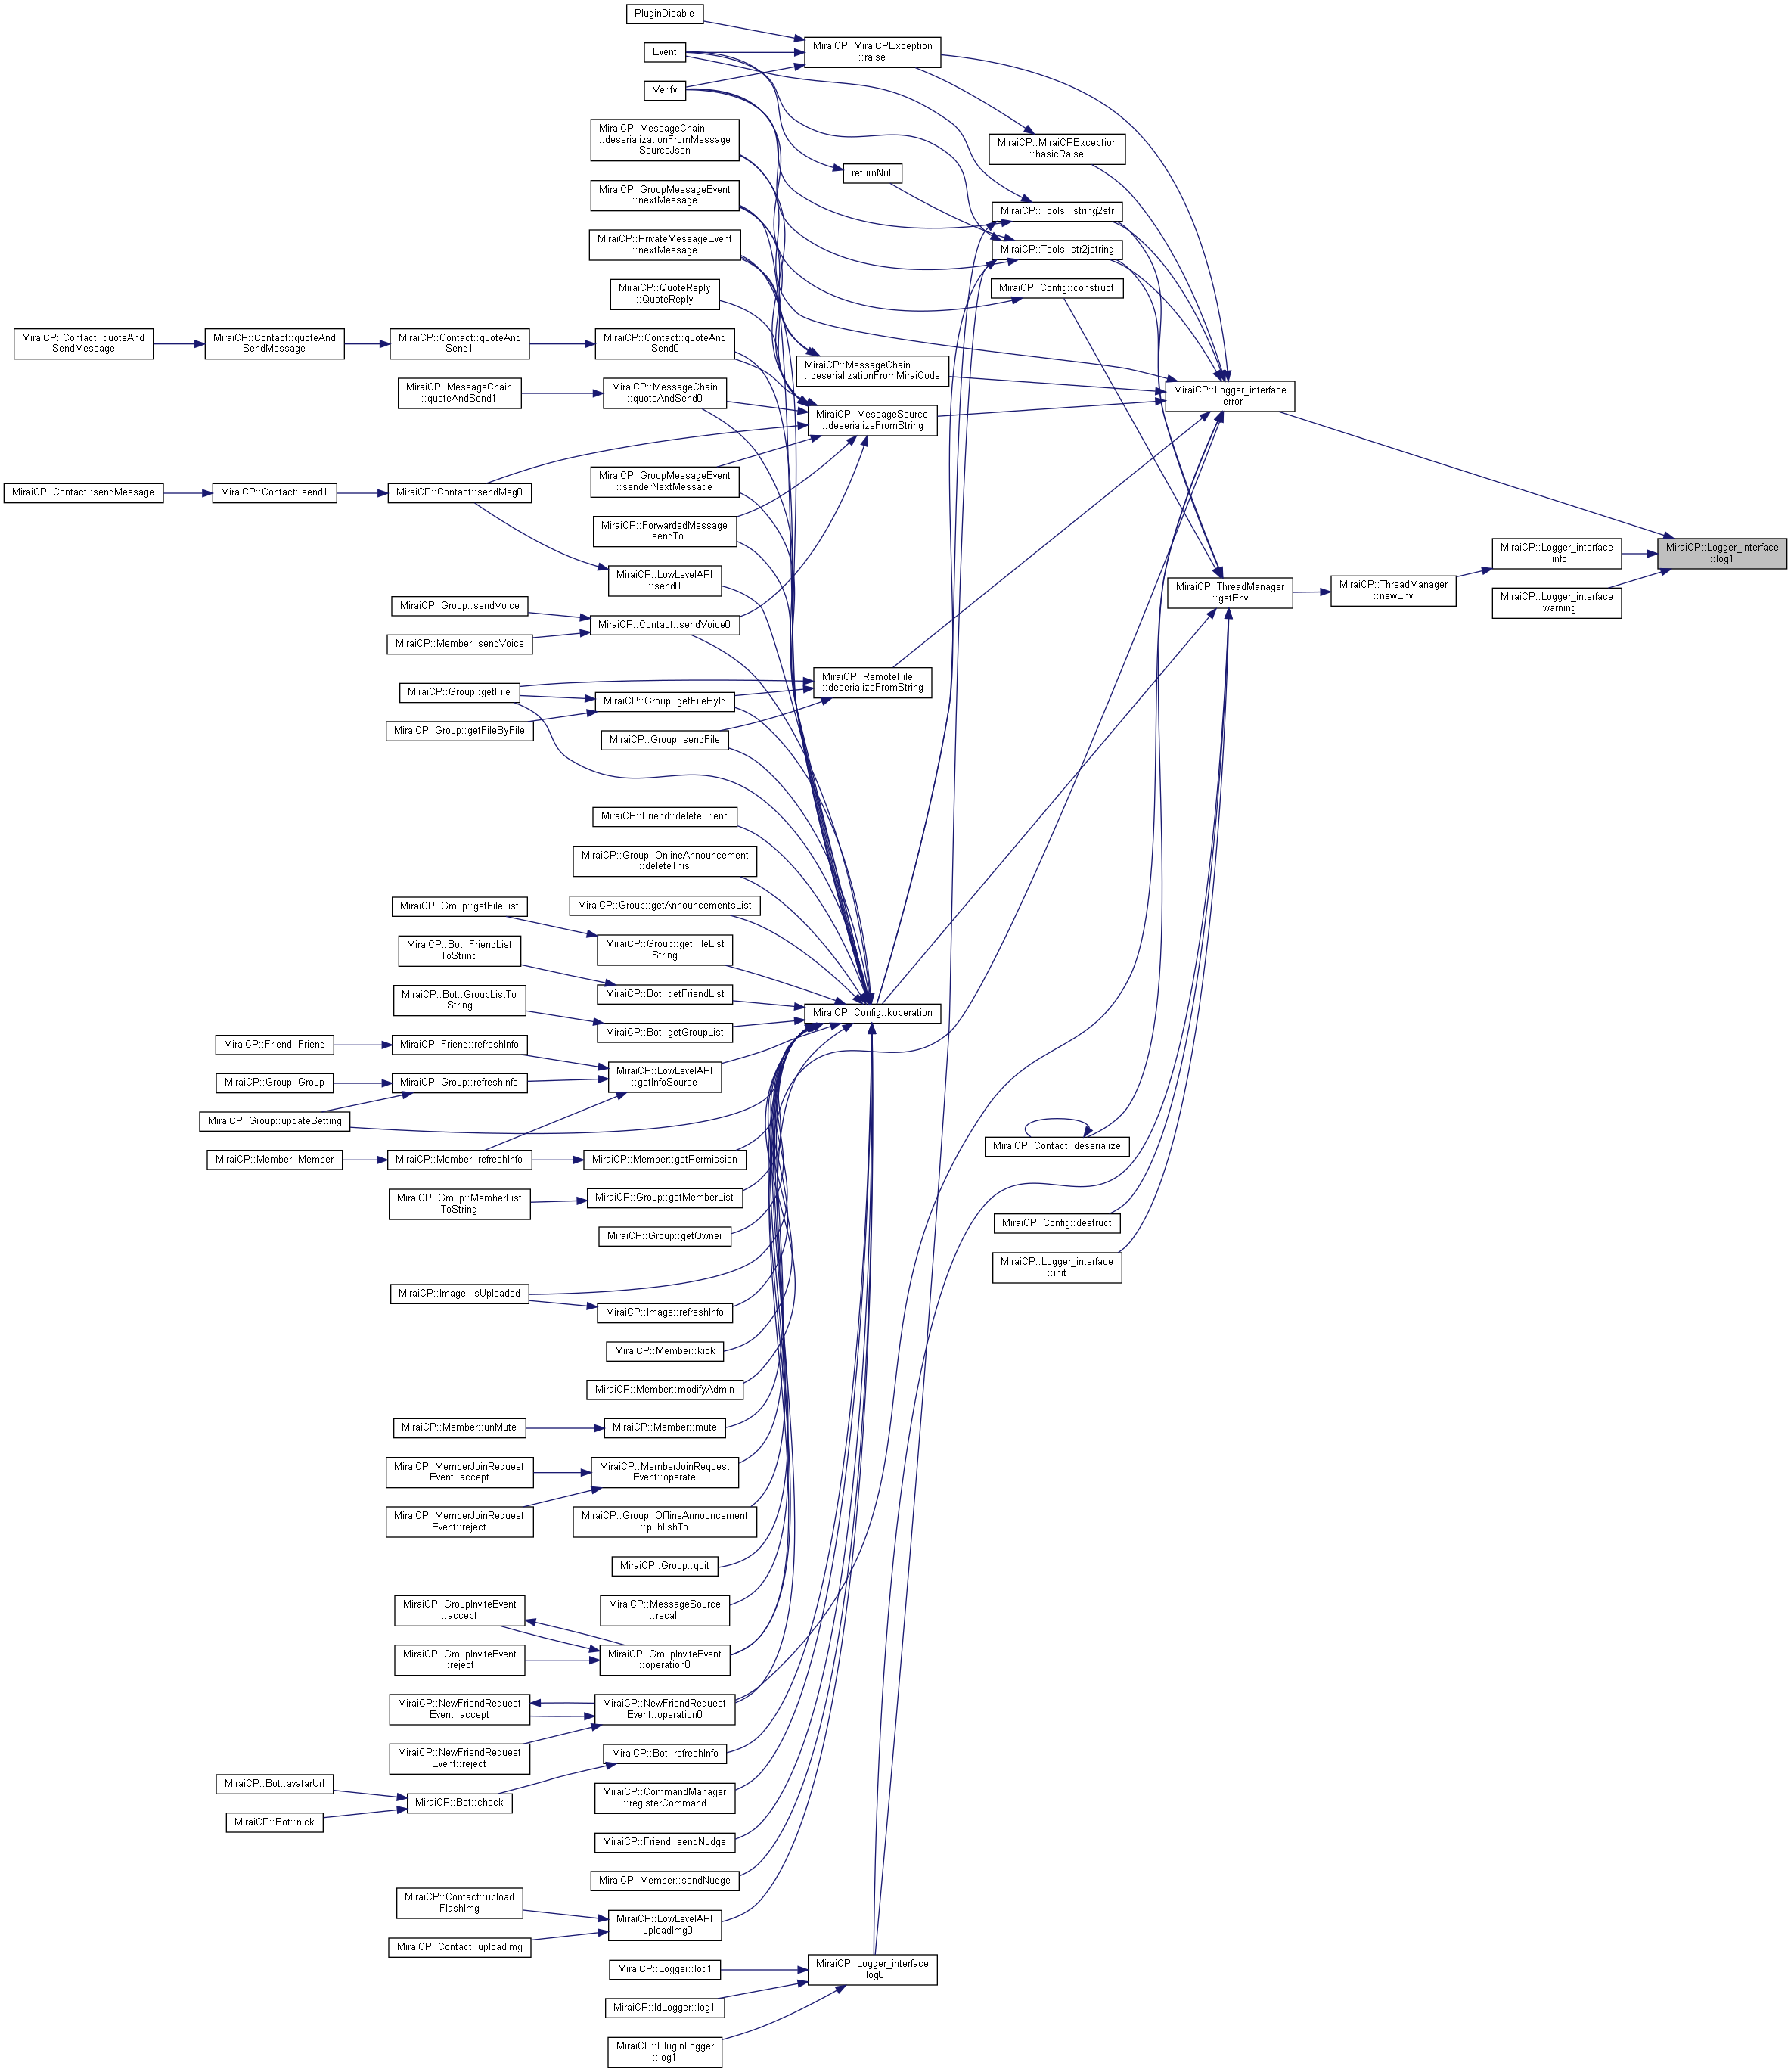 PluginDisable
Event
MiraiCP::MiraiCPException
::raise
Verify
MiraiCP::MessageChain
::deserializationFromMessage
SourceJson
MiraiCP::MiraiCPException
::basicRaise
returnNull
MiraiCP::GroupMessageEvent
::nextMessage
MiraiCP::Tools::jstring2str
MiraiCP::PrivateMessageEvent
::nextMessage
MiraiCP::Tools::str2jstring
MiraiCP::QuoteReply
::QuoteReply
MiraiCP::Config::construct
MiraiCP::Contact::quoteAnd
SendMessage
MiraiCP::Contact::quoteAnd
SendMessage
MiraiCP::Contact::quoteAnd
Send1
MiraiCP::Contact::quoteAnd
Send0
MiraiCP::MessageChain
::deserializationFromMiraiCode
MiraiCP::MessageChain
::quoteAndSend1
MiraiCP::MessageChain
::quoteAndSend0
MiraiCP::Logger_interface
::error
MiraiCP::MessageSource
::deserializeFromString
MiraiCP::GroupMessageEvent
::senderNextMessage
MiraiCP::Contact::sendMessage
MiraiCP::Contact::send1
MiraiCP::Contact::sendMsg0
MiraiCP::ForwardedMessage
::sendTo
MiraiCP::Logger_interface
::info
MiraiCP::Logger_interface
::log1
MiraiCP::LowLevelAPI
::send0
MiraiCP::ThreadManager
::getEnv
MiraiCP::ThreadManager
::newEnv
MiraiCP::Logger_interface
::warning
MiraiCP::Group::sendVoice
MiraiCP::Contact::sendVoice0
MiraiCP::Member::sendVoice
MiraiCP::RemoteFile
::deserializeFromString
MiraiCP::Group::getFile
MiraiCP::Group::getFileById
MiraiCP::Group::getFileByFile
MiraiCP::Group::sendFile
MiraiCP::Friend::deleteFriend
MiraiCP::Group::OnlineAnnouncement
::deleteThis
MiraiCP::Group::getFileList
MiraiCP::Group::getAnnouncementsList
MiraiCP::Bot::FriendList
ToString
MiraiCP::Group::getFileList
String
MiraiCP::Bot::GroupListTo
String
MiraiCP::Bot::getFriendList
MiraiCP::Config::koperation
MiraiCP::Bot::getGroupList
MiraiCP::Friend::Friend
MiraiCP::Friend::refreshInfo
MiraiCP::LowLevelAPI
::getInfoSource
MiraiCP::Group::Group
MiraiCP::Group::refreshInfo
MiraiCP::Group::updateSetting
MiraiCP::Contact::deserialize
MiraiCP::Member::Member
MiraiCP::Member::refreshInfo
MiraiCP::Member::getPermission
MiraiCP::Group::MemberList
ToString
MiraiCP::Group::getMemberList
MiraiCP::Config::destruct
MiraiCP::Group::getOwner
MiraiCP::Logger_interface
::init
MiraiCP::Image::isUploaded
MiraiCP::Image::refreshInfo
MiraiCP::Member::kick
MiraiCP::Member::modifyAdmin
MiraiCP::Member::unMute
MiraiCP::Member::mute
MiraiCP::MemberJoinRequest
Event::accept
MiraiCP::MemberJoinRequest
Event::operate
MiraiCP::MemberJoinRequest
Event::reject
MiraiCP::Group::OfflineAnnouncement
::publishTo
MiraiCP::Group::quit
MiraiCP::GroupInviteEvent
::accept
MiraiCP::MessageSource
::recall
MiraiCP::GroupInviteEvent
::reject
MiraiCP::GroupInviteEvent
::operation0
MiraiCP::NewFriendRequest
Event::accept
MiraiCP::NewFriendRequest
Event::operation0
MiraiCP::NewFriendRequest
Event::reject
MiraiCP::Bot::refreshInfo
MiraiCP::Bot::avatarUrl
MiraiCP::Bot::check
MiraiCP::CommandManager
::registerCommand
MiraiCP::Bot::nick
MiraiCP::Friend::sendNudge
MiraiCP::Member::sendNudge
MiraiCP::Contact::upload
FlashImg
MiraiCP::LowLevelAPI
::uploadImg0
MiraiCP::Contact::uploadImg
MiraiCP::Logger::log1
MiraiCP::Logger_interface
::log0
MiraiCP::IdLogger::log1
MiraiCP::PluginLogger
::log1